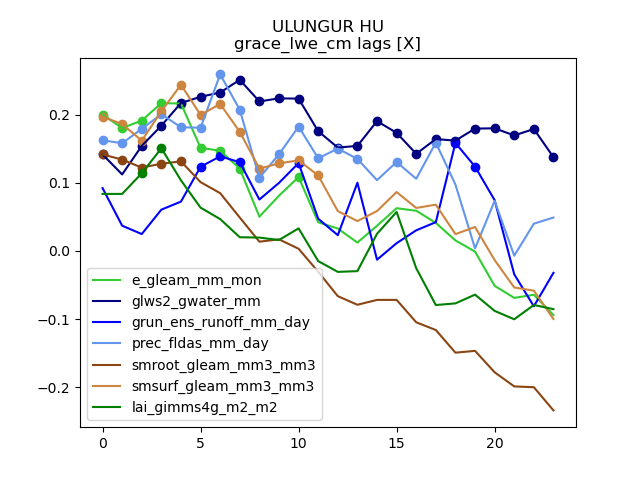 ULUNGUR HU
grace_lwe_cm lags [X]
0.2
0.1
0.0
−0.1
−0.2
e_gleam_mm_mon
glws2_gwater_mm
grun_ens_runoff_mm_day
prec_fldas_mm_day
smroot_gleam_mm3_mm3
smsurf_gleam_mm3_mm3
lai_gimms4g_m2_m2
0 5 10 15 20